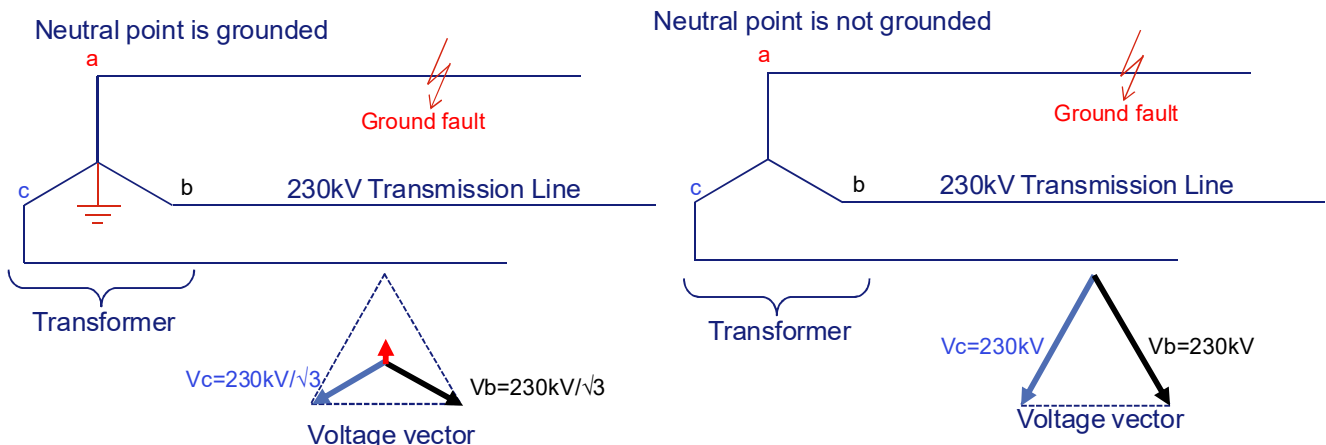 Neutral point is grounded
a
Ground fault
c
b
230kV Transmission Line
Transformer
Vc=230kV/√3
Vb=230kV/√3
Voltage vector
Neutral point is not grounded
a
Ground fault
c
b
230kV Transmission Line
Transformer
Vc=230kV
Vb=230kV
Voltage vector